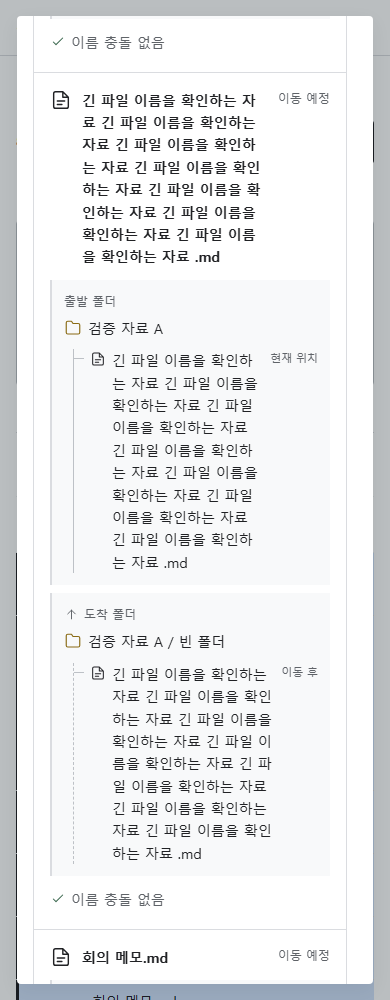 이름 충돌 없음
긴 파일 이름을 확인하는 자
이동 예정
료 긴 파일 이름을 확인하는
자료 긴 파일 이름을 확인하
는 자료 긴 파일 이름을 확인
하는 자료 긴 파일 이름을 확
인하는 자료 긴 파일 이름을
확인하는 자료 긴 파일 이름
을 확인하는 자료 .md
출발 폴더
검증 자료 A
긴 파일 이름을 확인하
현재 위치
는 자료 긴 파일 이름을
확인하는 자료 긴 파일
이름을 확인하는 자료
긴 파일 이름을 확인하
는 자료 긴 파일 이름을
확인하는 자료 긴 파일
이름을 확인하는 자료
긴 파일 이름을 확인하
는 자료 .md
↑ 도착 폴더
검증 자료 A / 빈 폴더
긴 파일 이름을 확인하는
이동 후
자료 긴 파일 이름을 확인
하는 자료 긴 파일 이름을
확인하는 자료 긴 파일 이
름을 확인하는 자료 긴 파
일 이름을 확인하는 자료
긴 파일 이름을 확인하는
자료 긴 파일 이름을 확인
하는 자료 .md
이름 충돌 없음
회의 메모.md
이동 예정